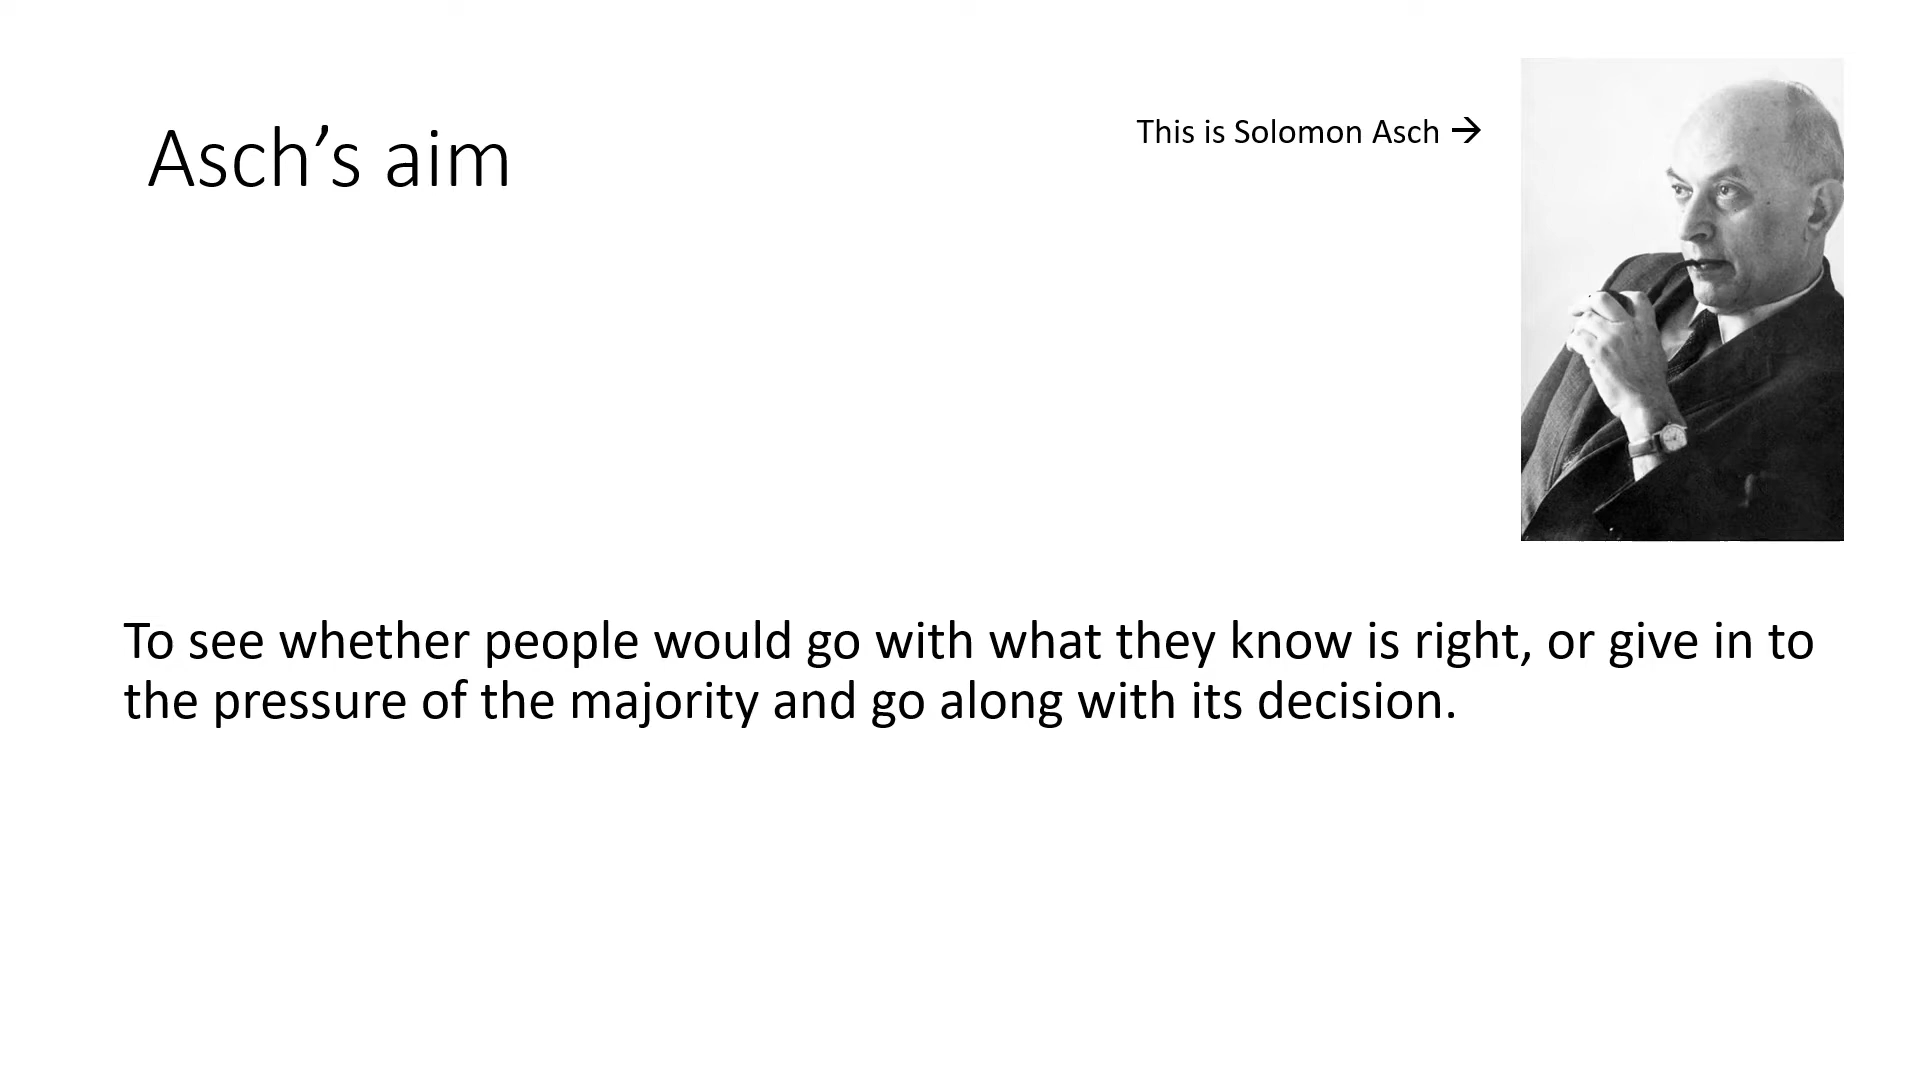 Asch’s aim
This is Solomon Asch →
To see whether people would go with what they know is right, or give in to
the pressure of the majority and go along with its decision.